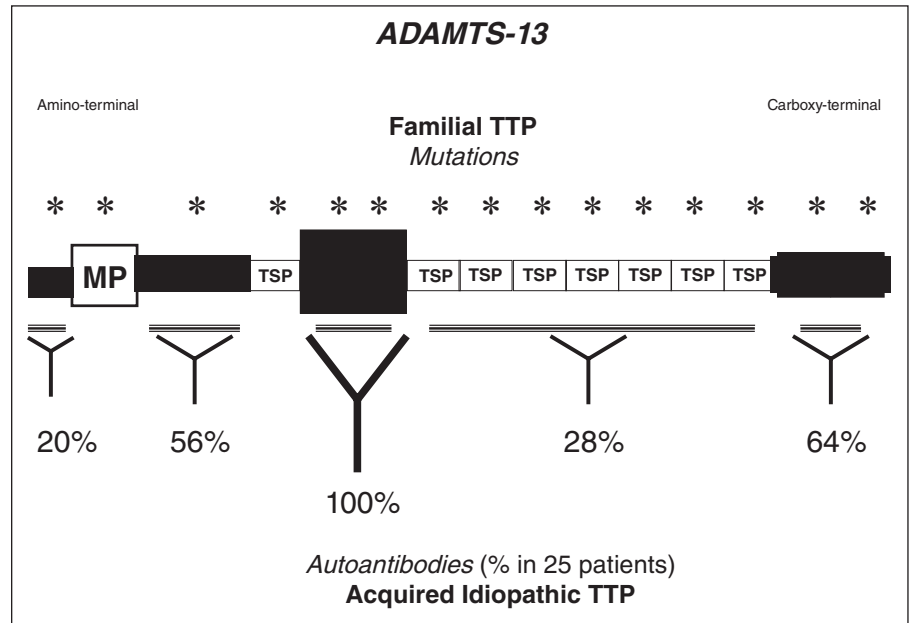 ADAMTS-13
Amino-terminal Carboxy-terminal
Familial TTP
Mutations
* * * * * * * * * * * * * * *
MP TSP TSP TSP TSP TSP TSP TSP TSP
20% 56% 28% 64%
100%
Autoantibodies (% in 25 patients)
Acquired Idiopathic TTP